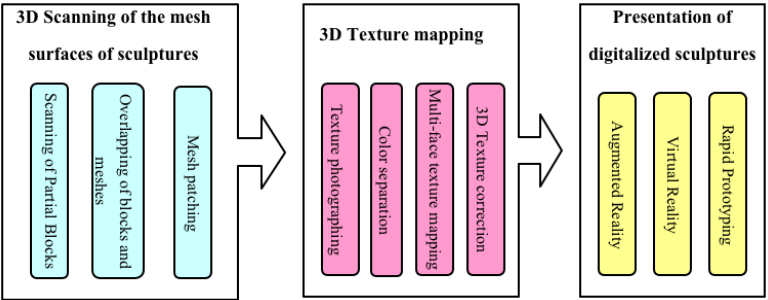 3D Scanning of the mesh
surfaces of sculptures
Scanning of Partial Blocks
Overlapping of blocks and
meshes
Mesh patching
3D Texture mapping
Texture photographing
Color separation
Multi-face texture mapping
3D Texture correction
Presentation of
digitalized sculptures
Augmented Reality
Virtual Reality
Rapid Prototyping